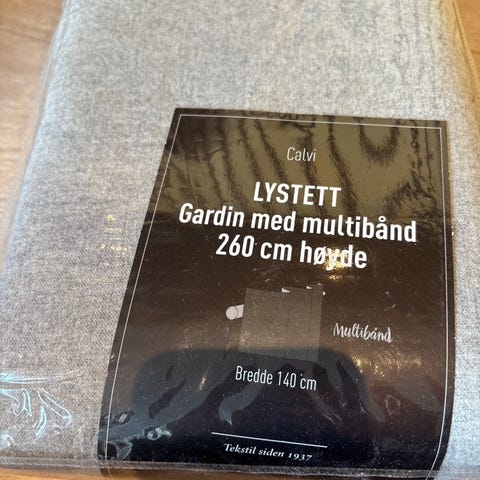 Calvi
LYSTETT
Gardin med multibånd
260 cm høyde
Multibånd
Bredde 140 cm
Tekstil siden 1937